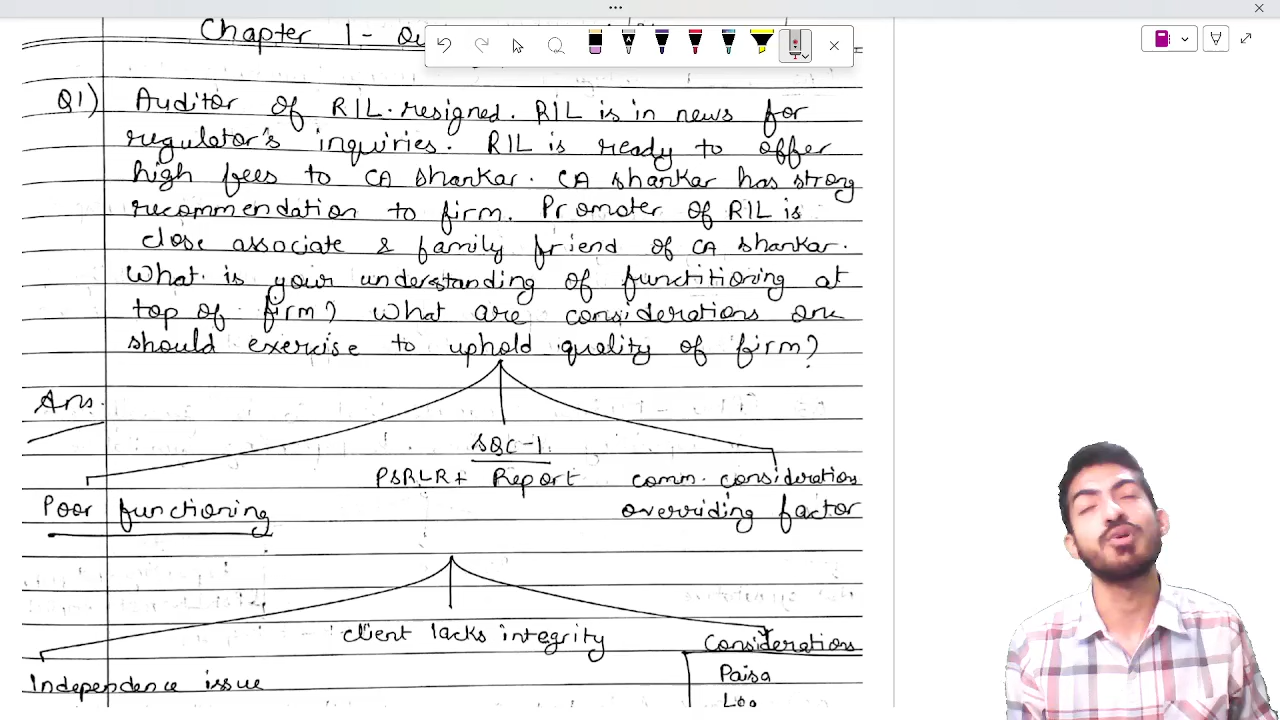 Chapter 1 -
Q1) Auditor of RIL. resigned. RIL is in news for
regulator's inquiries. RIL is ready to offer
high fees to CA Shankar. CA Shankar has strong
recommendation to firm. Promoter of RIL is
close associate & family friend of CA Shankar.
What is your understanding of functitioning at
top of firm? What are considerations one
should exercise to uphold quality of firm?
Ans.
SQC-1
PSRLR+ Report
comm. consideration
Poor functioning
overriding factor
client lacks integrity
Considerations
Independence issue
Paisa